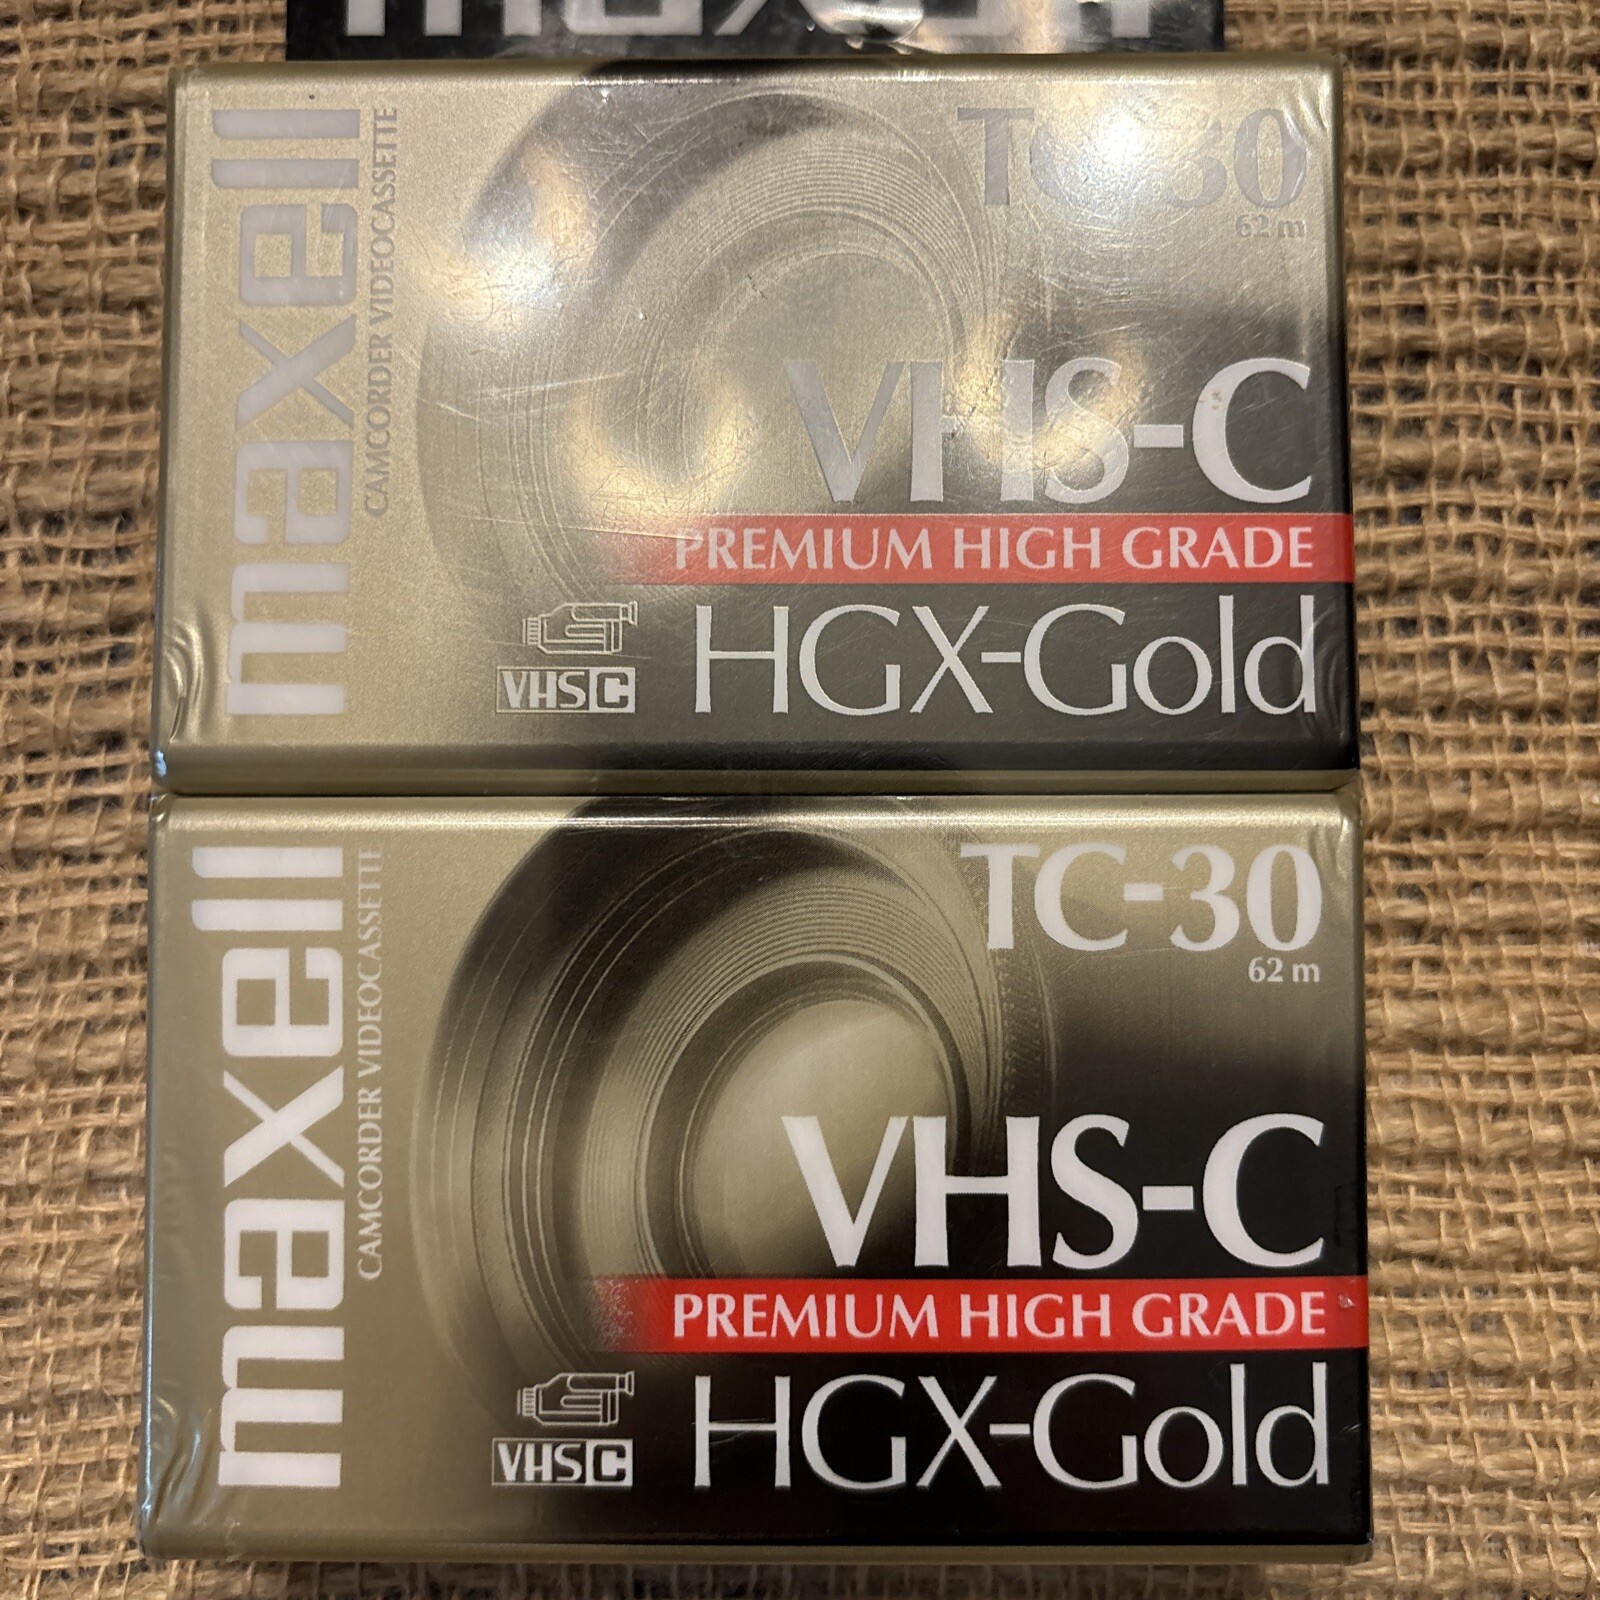 maxell
maxell
CAMCORDER VIDEOCASSETTE
TC-30
62 m
VHS-C
PREMIUM HIGH GRADE
HGX-Gold
VHS C
maxell
CAMCORDER VIDEOCASSETTE
TC-30
62 m
VHS-C
PREMIUM HIGH GRADE
HGX-Gold
VHS C